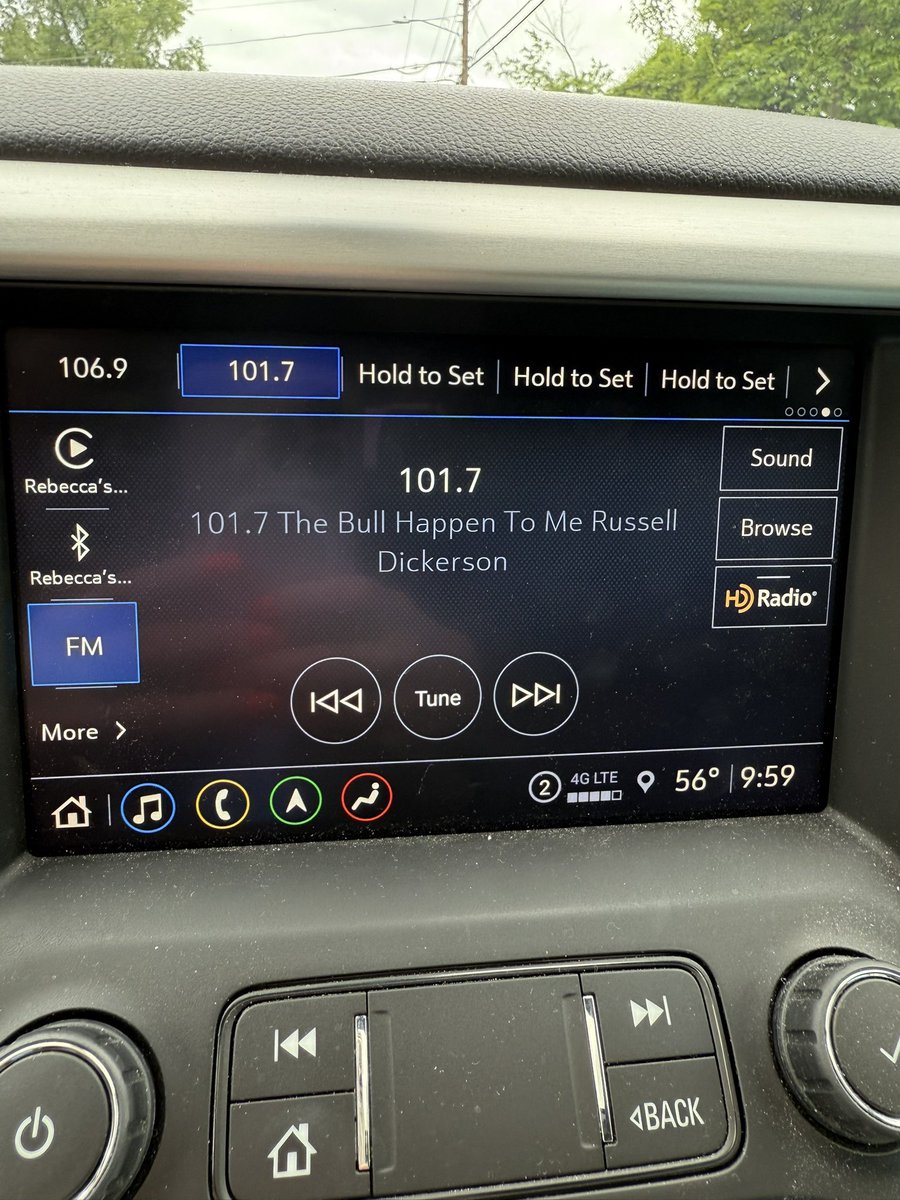 106.9
101.7
Hold to Set
Hold to Set
Hold to Set
Rebecca's...
Rebecca's...
FM
More
101.7
101.7 The Bull Happen To Me Russell
Dickerson
Sound
Browse
HD Radio®
Tune
2
4G LTE
56°
9:59
BACK